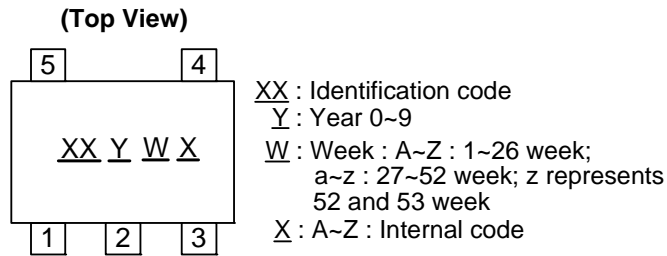 (Top View)
5 4
XX Y W X
1 2 3
XX : Identification code
Y : Year 0~9
W : Week : A~Z : 1~26 week;
a~z : 27~52 week; z represents
52 and 53 week
X : A~Z : Internal code